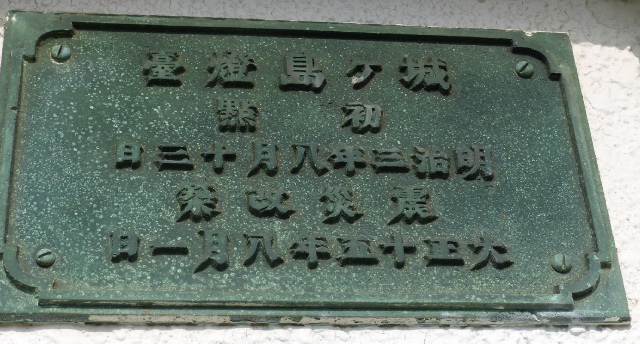 城ヶ島燈臺
初點
明治三年八月十三日
震災改築
大正十五年八月一日